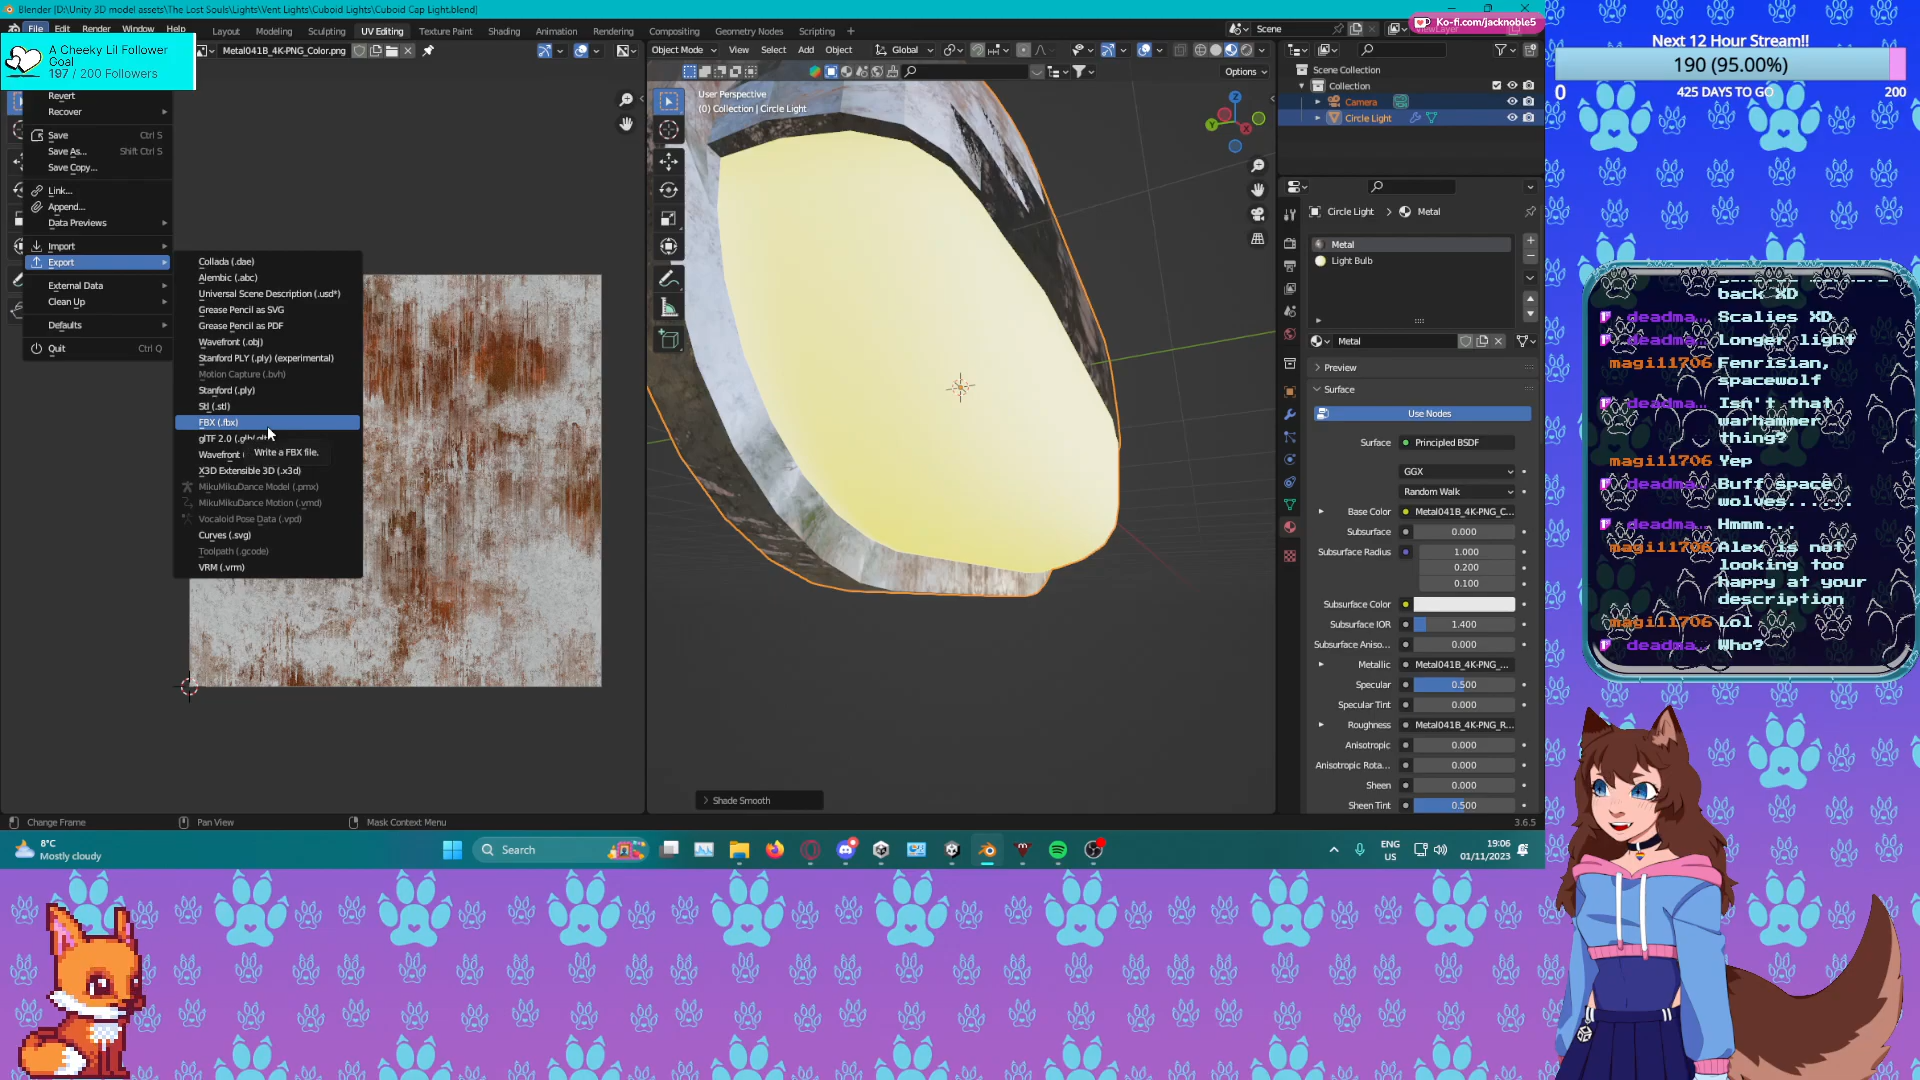 Blender [D:\Unity 3D model assets\The Lost Souls\Lights\Vent Lights\Cuboid Lights\Cuboid Cap Light.blend]
File Edit Render Window Help Layout Modeling Sculpting UV Editing Texture Paint Shading Animation Rendering Compositing Geometry Nodes Scripting
Scene
Ko-fi.com/jacknoble5
A Cheeky Lil Follower
Goal
197 / 200 Followers
Metal041B_4K-PNG_Color.png
Object Mode View Select Add Object Global
Options
Revert
Recover
Save Ctrl S
Save As... Shift Ctrl S
Save Copy...
Link...
Append...
Data Previews
Import
Export
External Data
Clean Up
Defaults
Quit Ctrl Q
Collada (.dae)
Alembic (.abc)
Universal Scene Description (.usd*)
Grease Pencil as SVG
Grease Pencil as PDF
Wavefront (.obj)
Stanford PLY (.ply) (experimental)
Motion Capture (.bvh)
Stanford (.ply)
Stl (.stl)
FBX (.fbx)
glTF 2.0
Write a FBX file.
Wavefront
X3D Extensible 3D (.x3d)
MikuMikuDance Model (.pmx)
MikuMikuDance Motion (.vmd)
Vocaloid Pose Data (.vpd)
Curves (.svg)
Toolpath (.gcode)
VRM (.vrm)
User Perspective
(0) Collection | Circle Light
Z
Shade Smooth
Scene Collection
Collection
Camera
Circle Light
Circle Light > Metal
Metal
Light Bulb
Metal
Preview
Surface
Use Nodes
Surface Principled BSDF
GGX
Random Walk
Base Color Metal041B_4K-PNG_C...
Subsurface 0.000
Subsurface Radius 1.000
0.200
0.100
Subsurface Color
Subsurface IOR 1.400
Subsurface Aniso... 0.000
Metallic Metal041B_4K-PNG_...
Specular 0.500
Specular Tint 0.000
Roughness Metal041B_4K-PNG_R...
Anisotropic 0.000
Anisotropic Rota... 0.000
Sheen 0.000
Sheen Tint 0.500
Change Frame Pan View Mask Context Menu
3.6.5
8°C
Mostly cloudy
Search
ENG
US
19:06
01/11/2023
Next 12 Hour Stream!!
190 (95.00%)
0 425 DAYS TO GO 200
back XD
deadma... Scalies XD
deadma... Longer light
magi11706 Fenrisian,
spacewolf
deadma... Isn't that
warhammer
thing?
magi11706 Yep
deadma... Buff space
wolves......
deadma... Hmmm...
magi11706 Alex is not
looking too
happy at your
description
magi11706 Lol
deadma... Who?